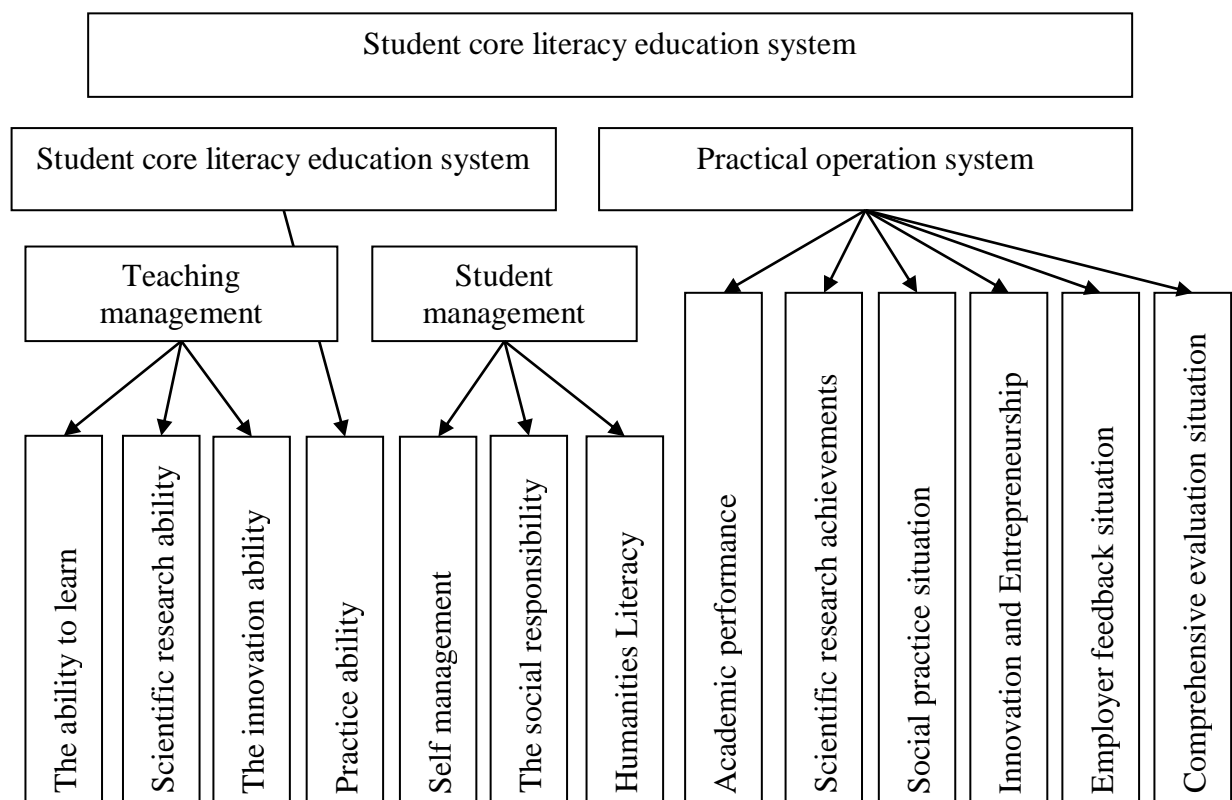 Student core literacy education system
Student core literacy education system
Practical operation system
Teaching
management
Student
management
The ability to learn
Scientific research ability
The innovation ability
Practice ability
Self management
The social responsibility
Humanities Literacy
Academic performance
Scientific research achievements
Social practice situation
Innovation and Entrepreneurship
Employer feedback situation
Comprehensive evaluation situation